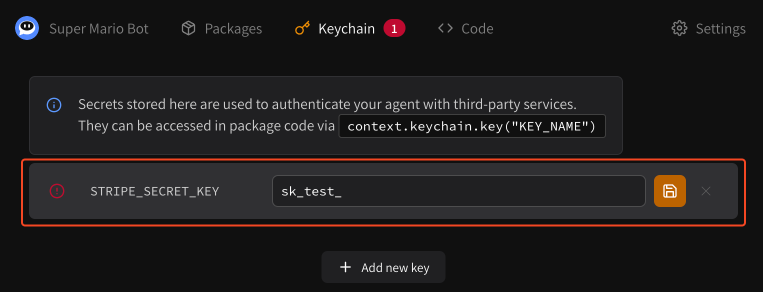 Super Mario Bot Packages Keychain 1 Code Settings
Secrets stored here are used to authenticate your agent with third-party services.
They can be accessed in package code via context.keychain.key("KEY_NAME")
STRIPE_SECRET_KEY sk_test_
Add new key